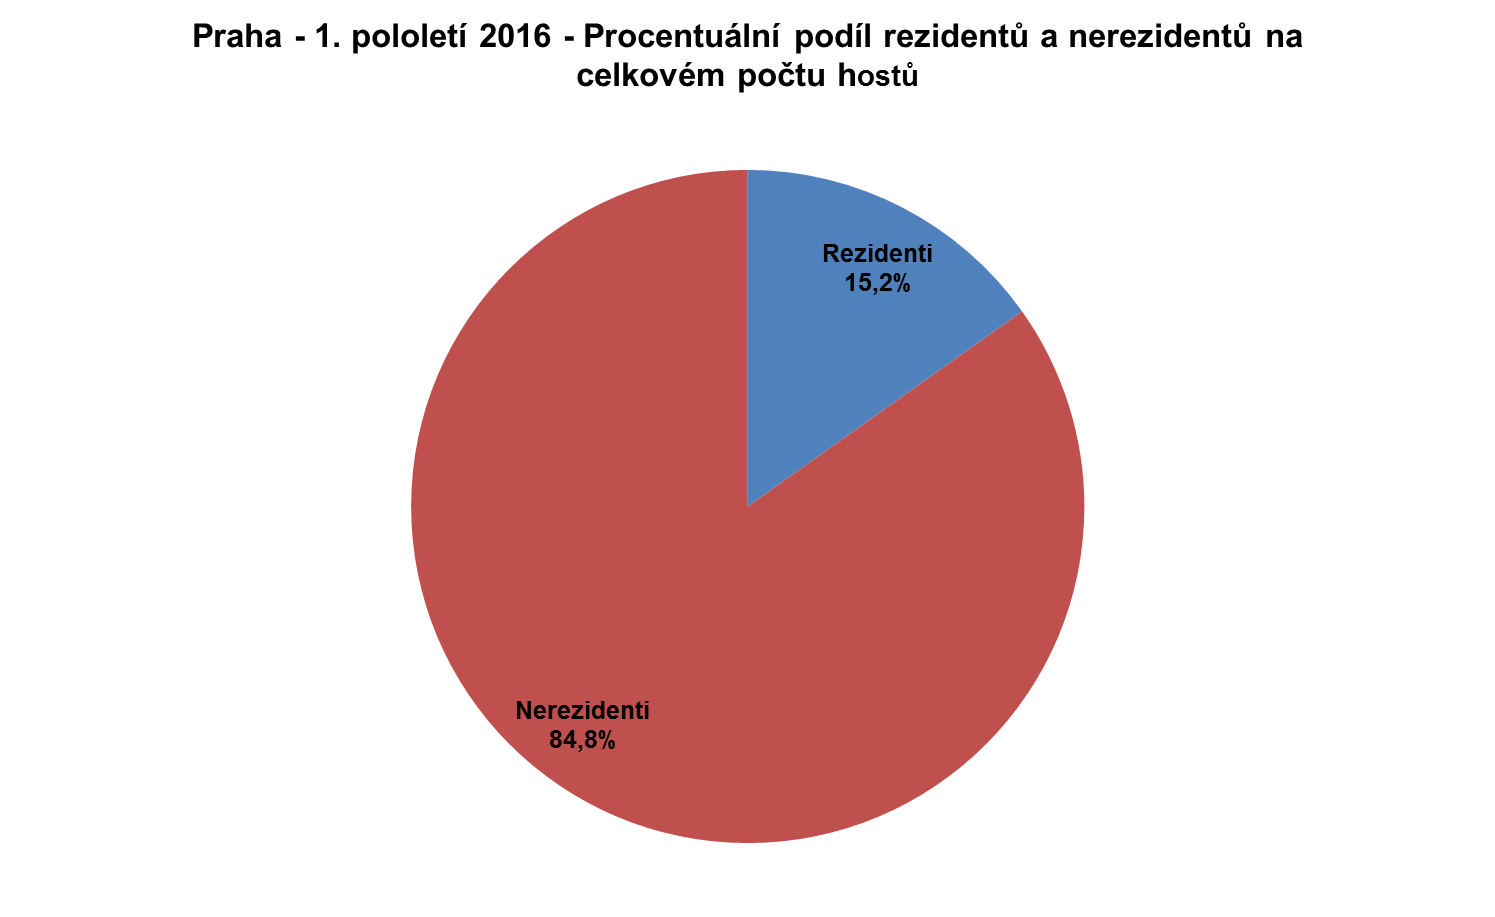 Praha - 1. pololetí 2016 - Procentuální podíl rezidentů a nerezidentů na
celkovém počtu hostů
Rezidenti
15,2%
Nerezidenti
84,8%